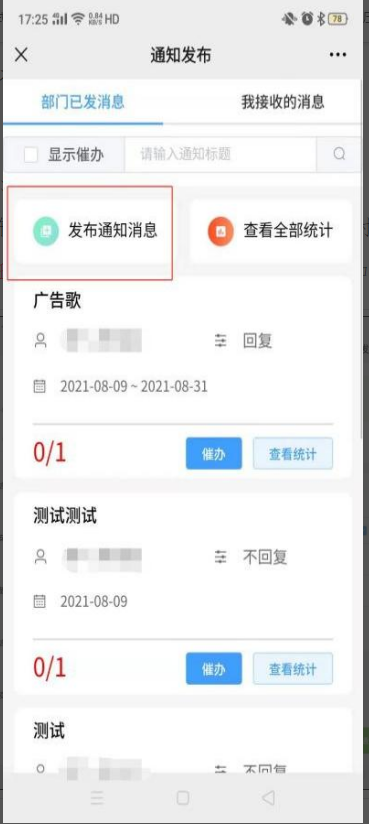 17:25 4G 0.84 KB/S HD 78
通知发布
部门已发消息 我接收的消息
显示催办 请输入通知标题
发布通知消息 查看全部统计
广告歌
回复
2021-08-09 ~ 2021-08-31
0/1 催办 查看统计
测试测试
不回复
2021-08-09
0/1 催办 查看统计
测试
不回复